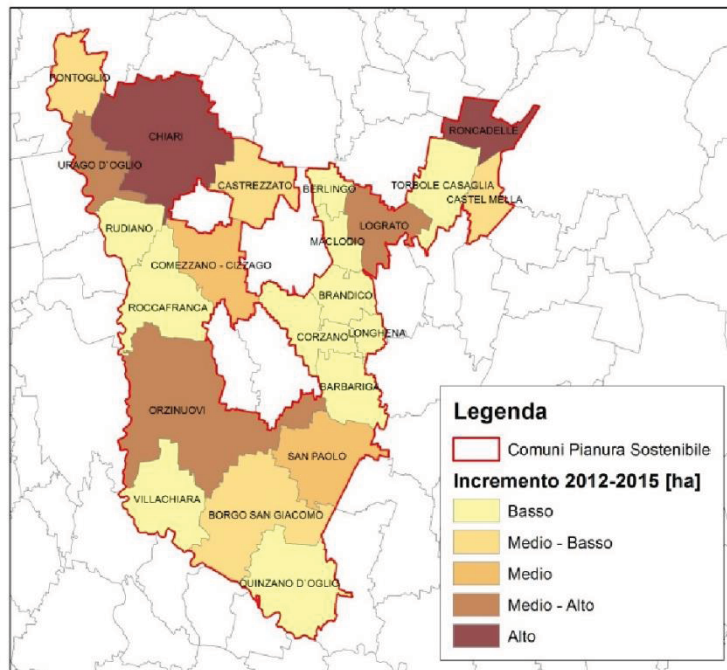 PONTOGLIO
CHIARI
RONCADELLE
URAGO D'OGLIO
CASTREZZATO
BERLINGO
TORBOLE CASAGLIA
CASTEL MELLA
RUDIANO
MACLODIO
LOGRATO
COMEZZANO - CIZZAGO
BRANDICO
ROCCAFRANCA
CORZANO
LONGHENA
BARBARIGA
ORZINUOVI
SAN PAOLO
VILLACHIARA
BORGO SAN GIACOMO
QUINZANO D'OGLIO
Legenda
Comuni Pianura Sostenibile
Incremento 2012-2015 [ha]
Basso
Medio - Basso
Medio
Medio - Alto
Alto